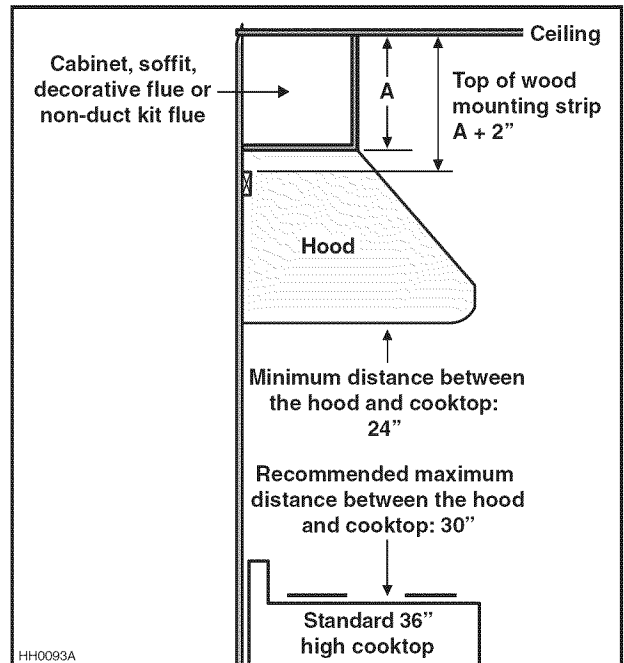 Ceiling
Cabinet, soffit,
decorative flue or
non-duct kit flue
A
Top of wood
mounting strip
A + 2”
Hood
Minimum distance between
the hood and cooktop:
24”
Recommended maximum
distance between the hood
and cooktop: 30”
Standard 36”
high cooktop
HH0093A